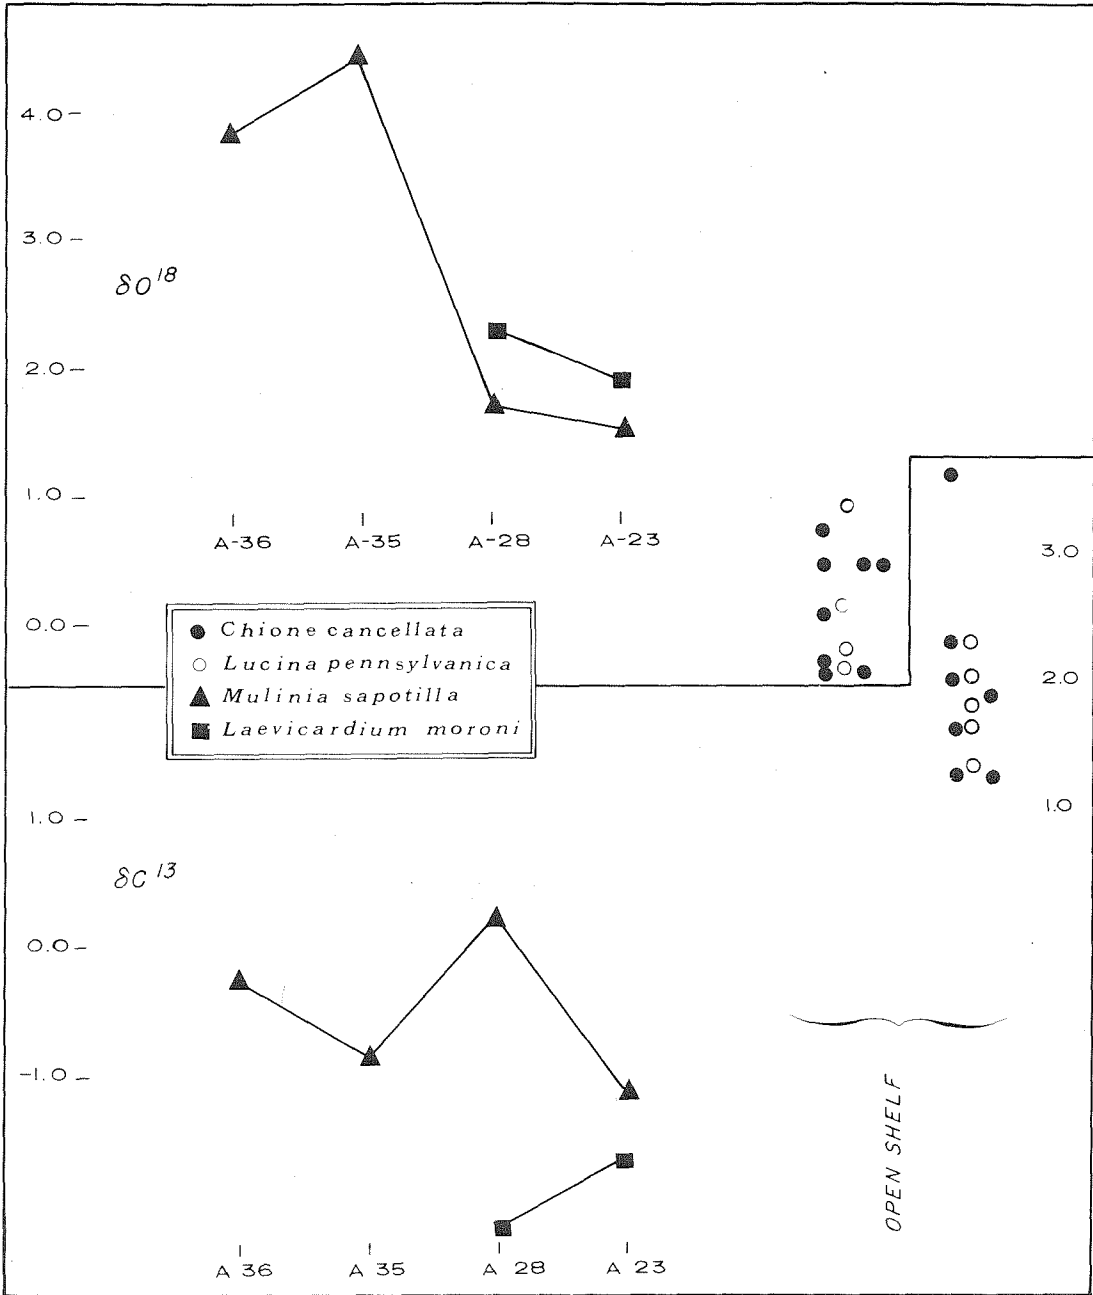 4.0
3.0
δO18
2.0
1.0
A-36 A-35 A-28 A-23
3.0
0.0
Chione cancellata
Lucina pennsylvanica
Mulinia sapotilla
Laevicardium moroni
2.0
1.0
1.0
δC13
0.0
-1.0
OPEN SHELF
A 36 A 35 A 28 A 23